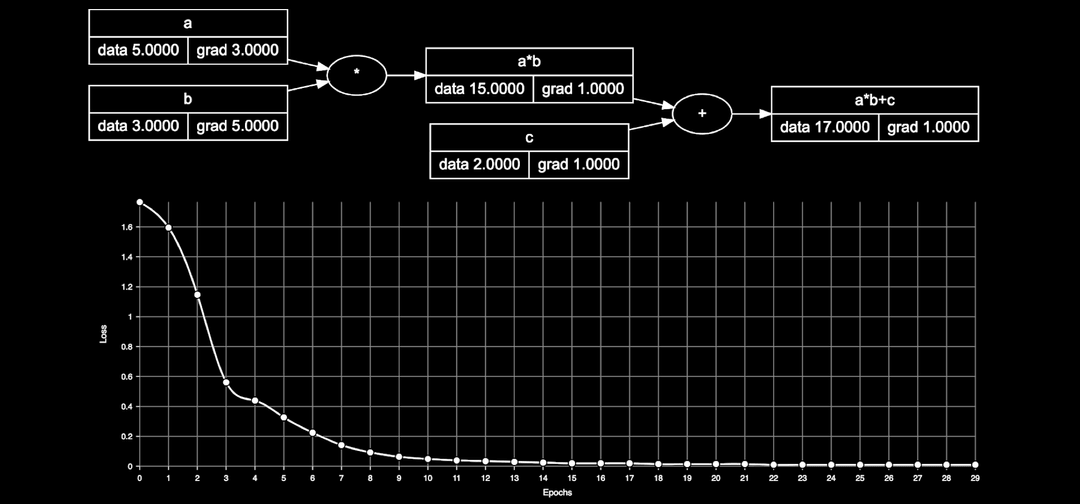 a
data 5.0000 grad 3.0000
b
data 3.0000 grad 5.0000
*
a*b
data 15.0000 grad 1.0000
c
data 2.0000 grad 1.0000
+
a*b+c
data 17.0000 grad 1.0000
1.6
1.4
1.2
1
0.8
0.6
0.4
0.2
0
Loss
0 1 2 3 4 5 6 7 8 9 10 11 12 13 14 15 16 17 18 19 20 21 22 23 24 25 26 27 28 29
Epochs